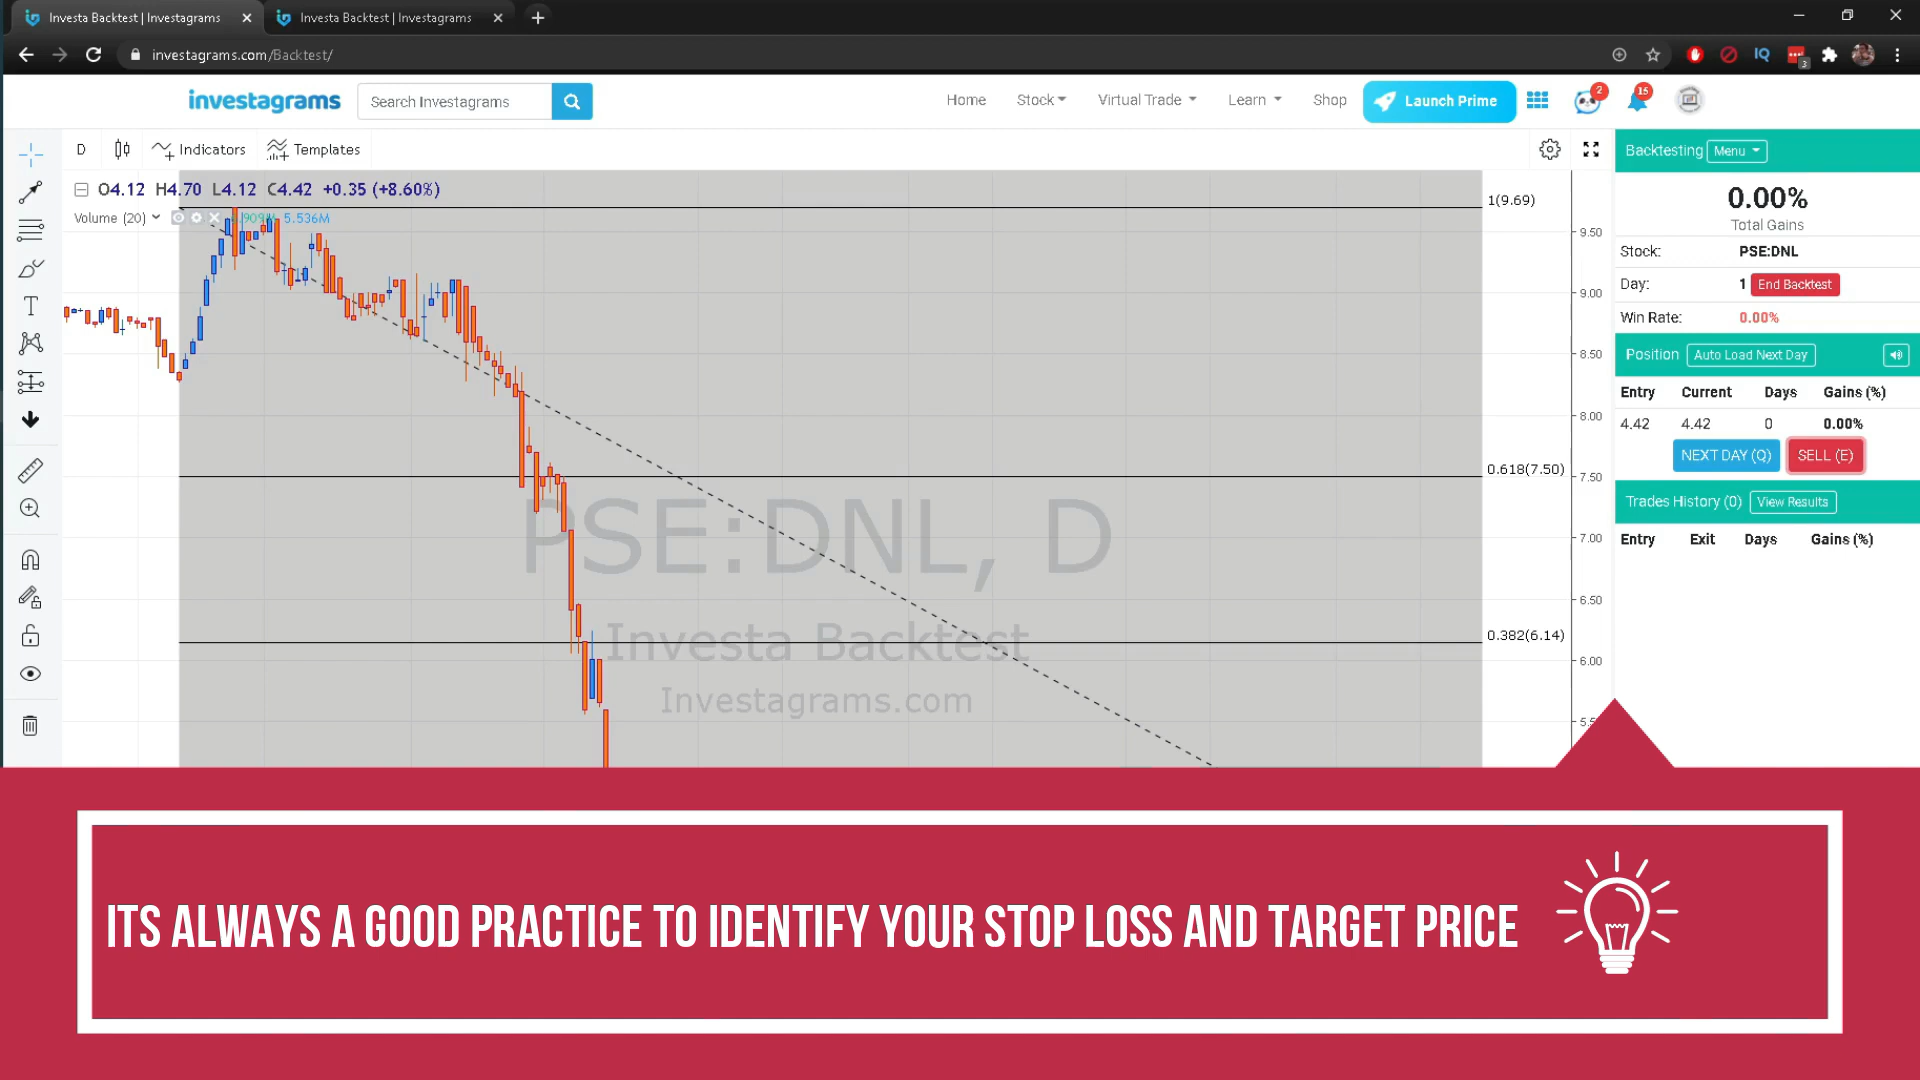 Investa Backtest | Investagrams
Investa Backtest | Investagrams
investagrams.com/Backtest/
IQ
3
investagrams
Search Investagrams
Home
Stock
Virtual Trade
Learn
Shop
Launch Prime
2
15
D
Indicators
Templates
O4.12 H4.70 L4.12 C4.42 +0.35 (+8.60%)
Volume (20)
5.536M
1(9.69)
9.50
9.00
8.50
8.00
0.618(7.50)
7.50
7.00
6.50
0.382(6.14)
6.00
PSE:DNL, D
Investa Backtest
Investagrams.com
Backtesting Menu
0.00%
Total Gains
Stock: PSE:DNL
Day: 1 End Backtest
Win Rate: 0.00%
Position Auto Load Next Day
Entry Current Days Gains (%)
4.42 4.42 0 0.00%
NEXT DAY (Q) SELL (E)
Trades History (0) View Results
Entry Exit Days Gains (%)
ITS ALWAYS A GOOD PRACTICE TO IDENTIFY YOUR STOP LOSS AND TARGET PRICE